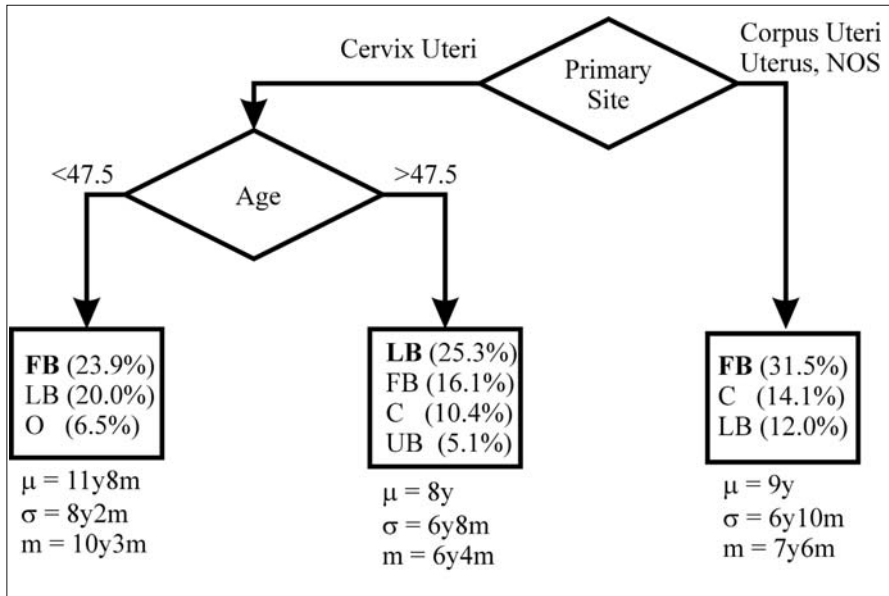 Cervix Uteri
Corpus Uteri
Uterus, NOS
Primary
Site
<47.5
>47.5
Age
FB (23.9%)
LB (20.0%)
O (6.5%)
μ = 11y8m
σ = 8y2m
m = 10y3m
LB (25.3%)
FB (16.1%)
C (10.4%)
UB (5.1%)
μ = 8y
σ = 6y8m
m = 6y4m
FB (31.5%)
C (14.1%)
LB (12.0%)
μ = 9y
σ = 6y10m
m = 7y6m